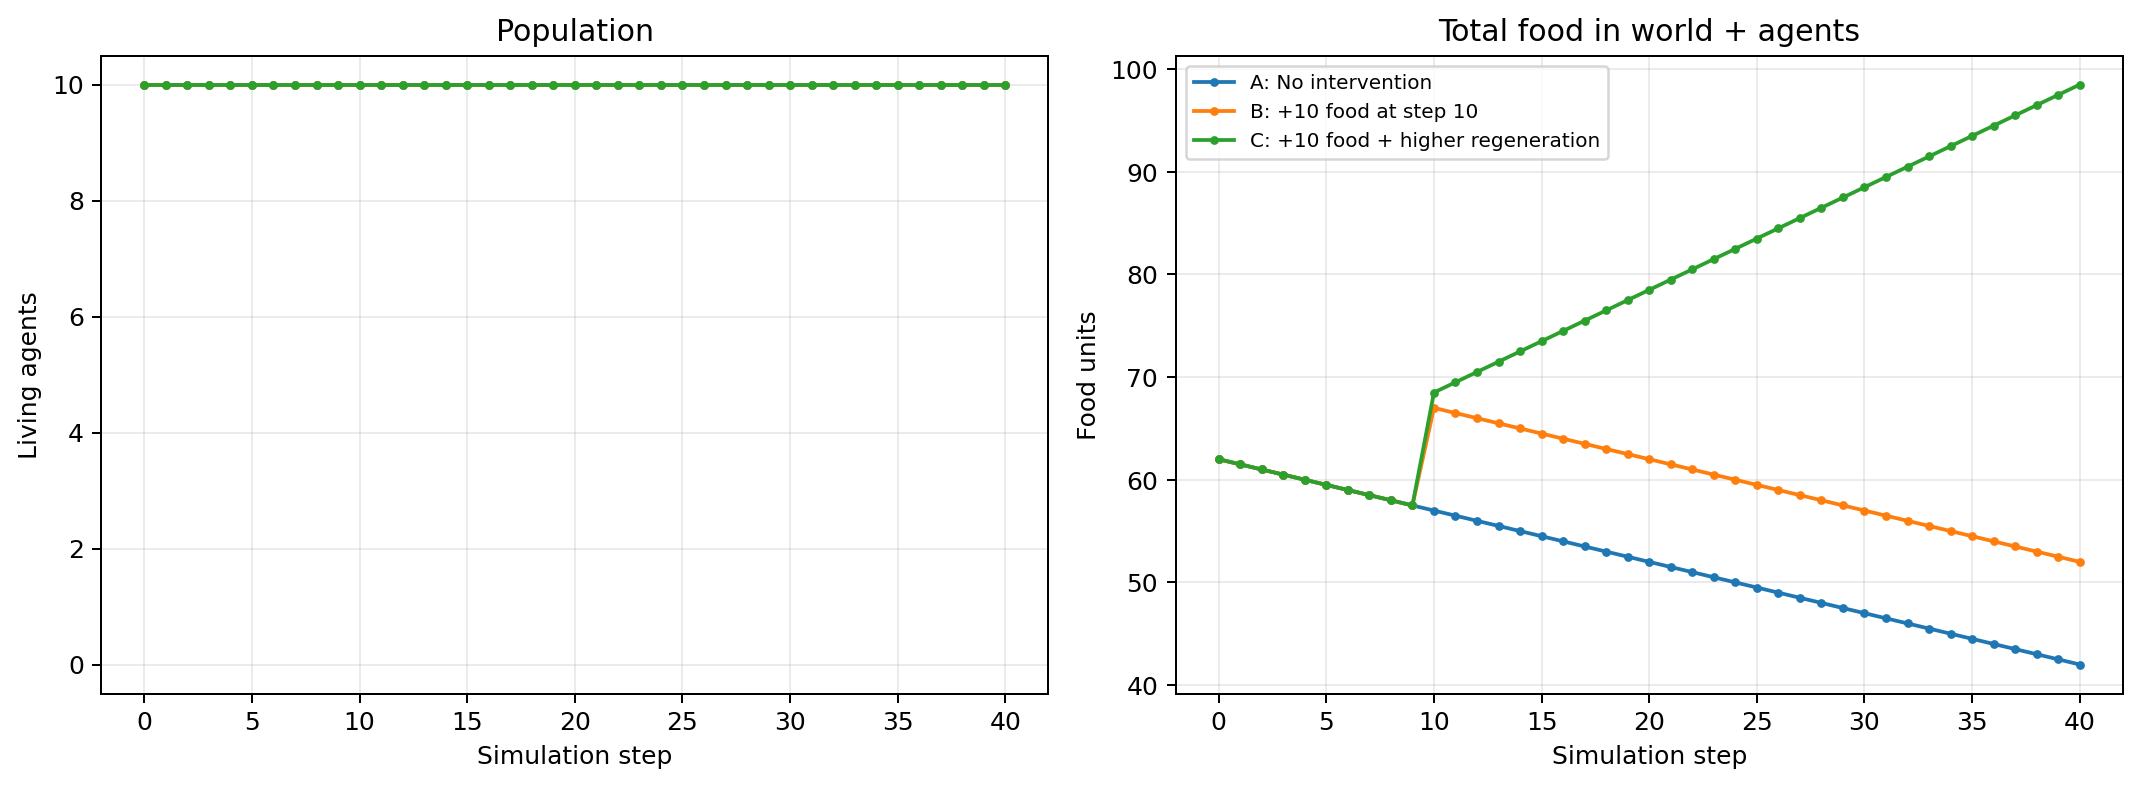 Population
Living agents
10
8
6
4
2
0
0 5 10 15 20 25 30 35 40
Simulation step
Total food in world + agents
Food units
100
90
80
70
60
50
40
A: No intervention
B: +10 food at step 10
C: +10 food + higher regeneration
0 5 10 15 20 25 30 35 40
Simulation step